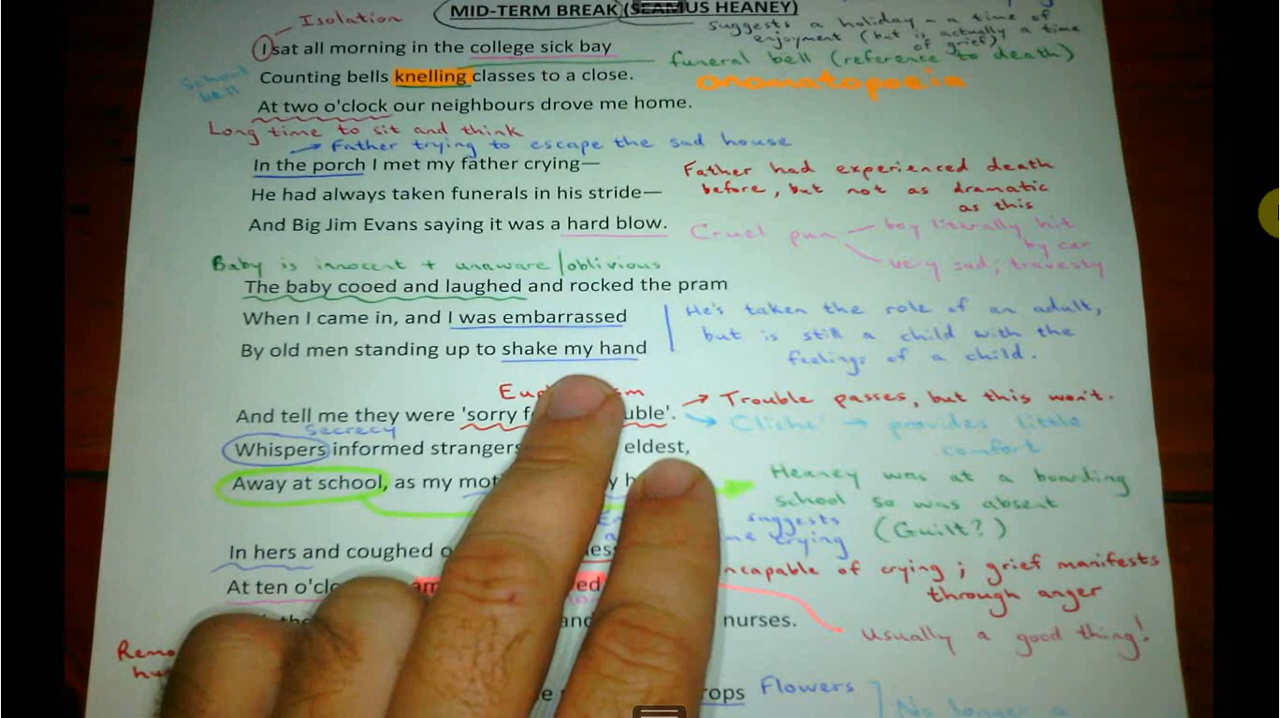 MID-TERM BREAK (SEAMUS HEANEY)
Isolation
suggests a holiday - a time of
enjoyment (but is actually a time
of grief)
I sat all morning in the college sick bay
funeral bell (reference to death)
School
bell
Counting bells knelling classes to a close.
onomatopoeia
At two o'clock our neighbours drove me home.
Long time to sit and think
→ Father trying to escape the sad house
In the porch I met my father crying—
Father had experienced death
He had always taken funerals in his stride—
before, but not as dramatic
as this
And Big Jim Evans saying it was a hard blow.
Cruel pun — boy literally hit
by car
very sad, travesty
Baby is innocent + unaware /oblivious
The baby cooed and laughed and rocked the pram
When I came in, and I was embarrassed
He's taken the role of an adult,
but is still a child with the
feelings of a child.
By old men standing up to shake my hand
→ Trouble passes, but this won't.
And tell me they were 'sorry
→ Cliché → provides little
comfort
secrecy
Whispers informed strangers eldest,
Heaney was at a boarding
school so was absent
(Guilt?)
Away at school, as my
suggests
crying
In hers and coughed
incapable of crying ; grief manifests
through anger
At ten
Usually a good thing!
nurses.
Flowers
No longer a